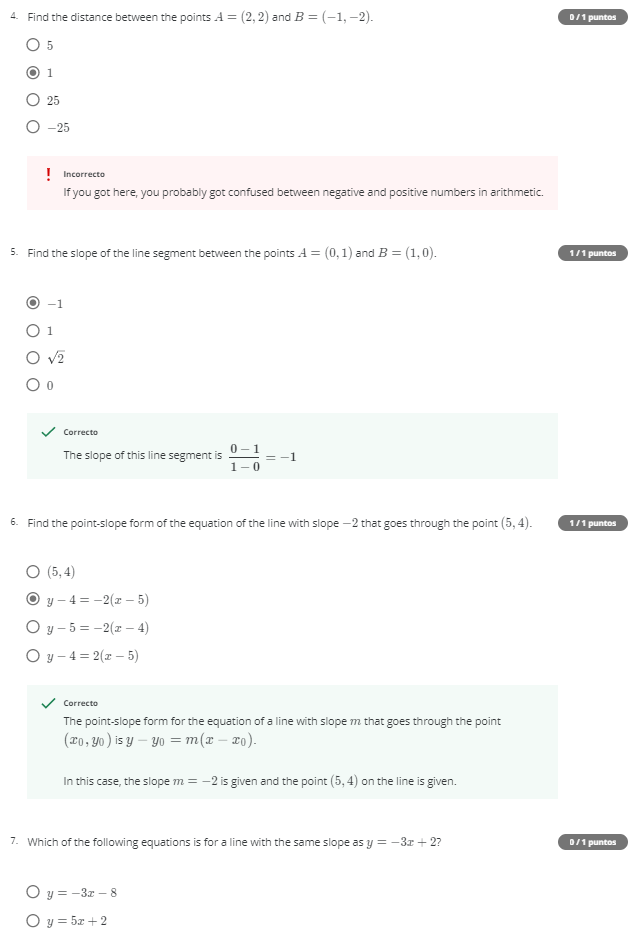 4. Find the distance between the points A = (2, 2) and B = (−1, −2).
0 / 1 puntos
5
1
25
−25
Incorrecto
If you got here, you probably got confused between negative and positive numbers in arithmetic.
5. Find the slope of the line segment between the points A = (0, 1) and B = (1, 0).
1 / 1 puntos
−1
1
√2
0
Correcto
The slope of this line segment is (0 − 1)/(1 − 0) = −1
6. Find the point-slope form of the equation of the line with slope −2 that goes through the point (5, 4).
1 / 1 puntos
(5, 4)
y − 4 = −2(x − 5)
y − 5 = −2(x − 4)
y − 4 = 2(x − 5)
Correcto
The point-slope form for the equation of a line with slope m that goes through the point
(x₀, y₀) is y − y₀ = m(x − x₀).
In this case, the slope m = −2 is given and the point (5, 4) on the line is given.
7. Which of the following equations is for a line with the same slope as y = −3x + 2?
0 / 1 puntos
y = −3x − 8
y = 5x + 2